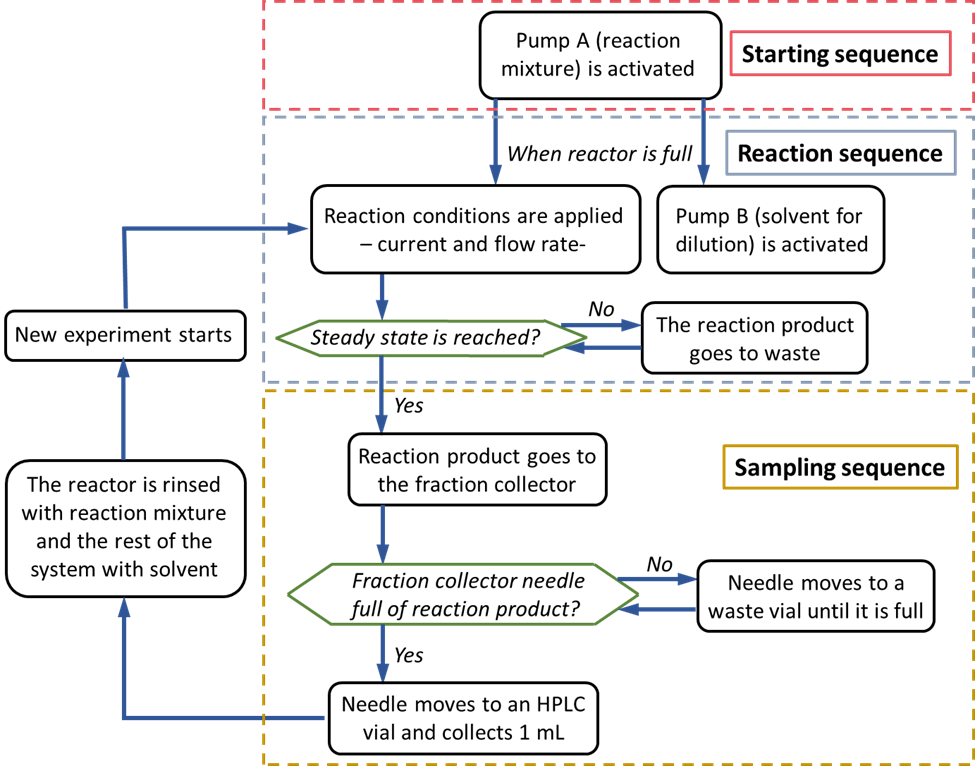 Pump A (reaction
mixture) is activated
Starting sequence
When reactor is full
Reaction sequence
Reaction conditions are applied
– current and flow rate-
Pump B (solvent for
dilution) is activated
New experiment starts
Steady state is reached?
No
The reaction product
goes to waste
Yes
Reaction product goes to
the fraction collector
Sampling sequence
The reactor is rinsed
with reaction mixture
and the rest of the
system with solvent
Fraction collector needle
full of reaction product?
No
Needle moves to a
waste vial until it is full
Yes
Needle moves to an HPLC
vial and collects 1 mL